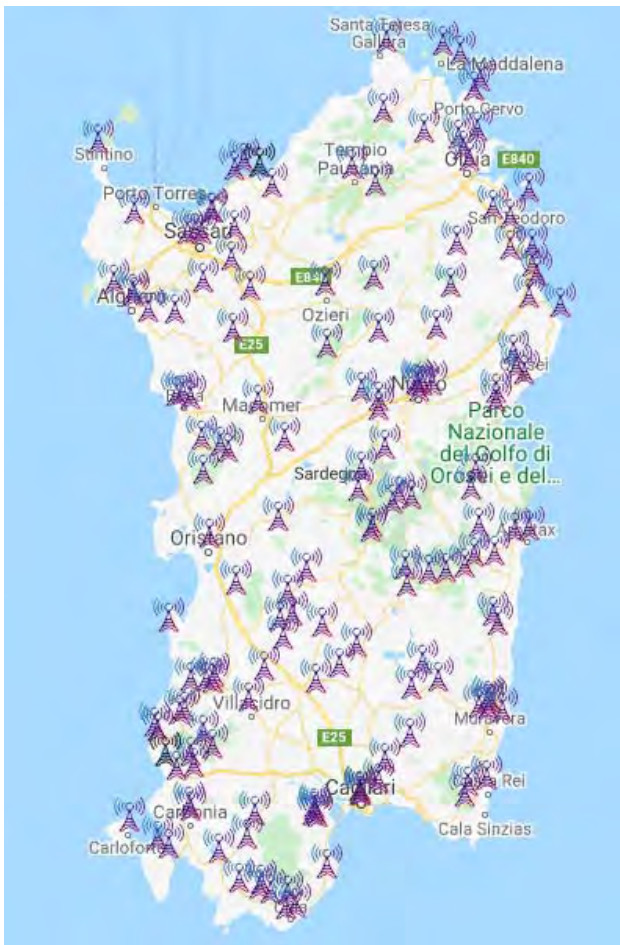 Santa Teresa
Gallura
La Maddalena
Porto Cervo
Stintino
Tempio
Pausania
Olbia
E840
Porto Torres
San Teodoro
Sassari
E840
Alghero
Ozieri
E25
Nuoro
Macomer
Parco
Nazionale
del Golfo di
Orosei e del...
Sardegna
Oristano
Villacidro
Muravera
E25
Cagliari
Rei
Carbonia
Cala Sinzias
Carloforte